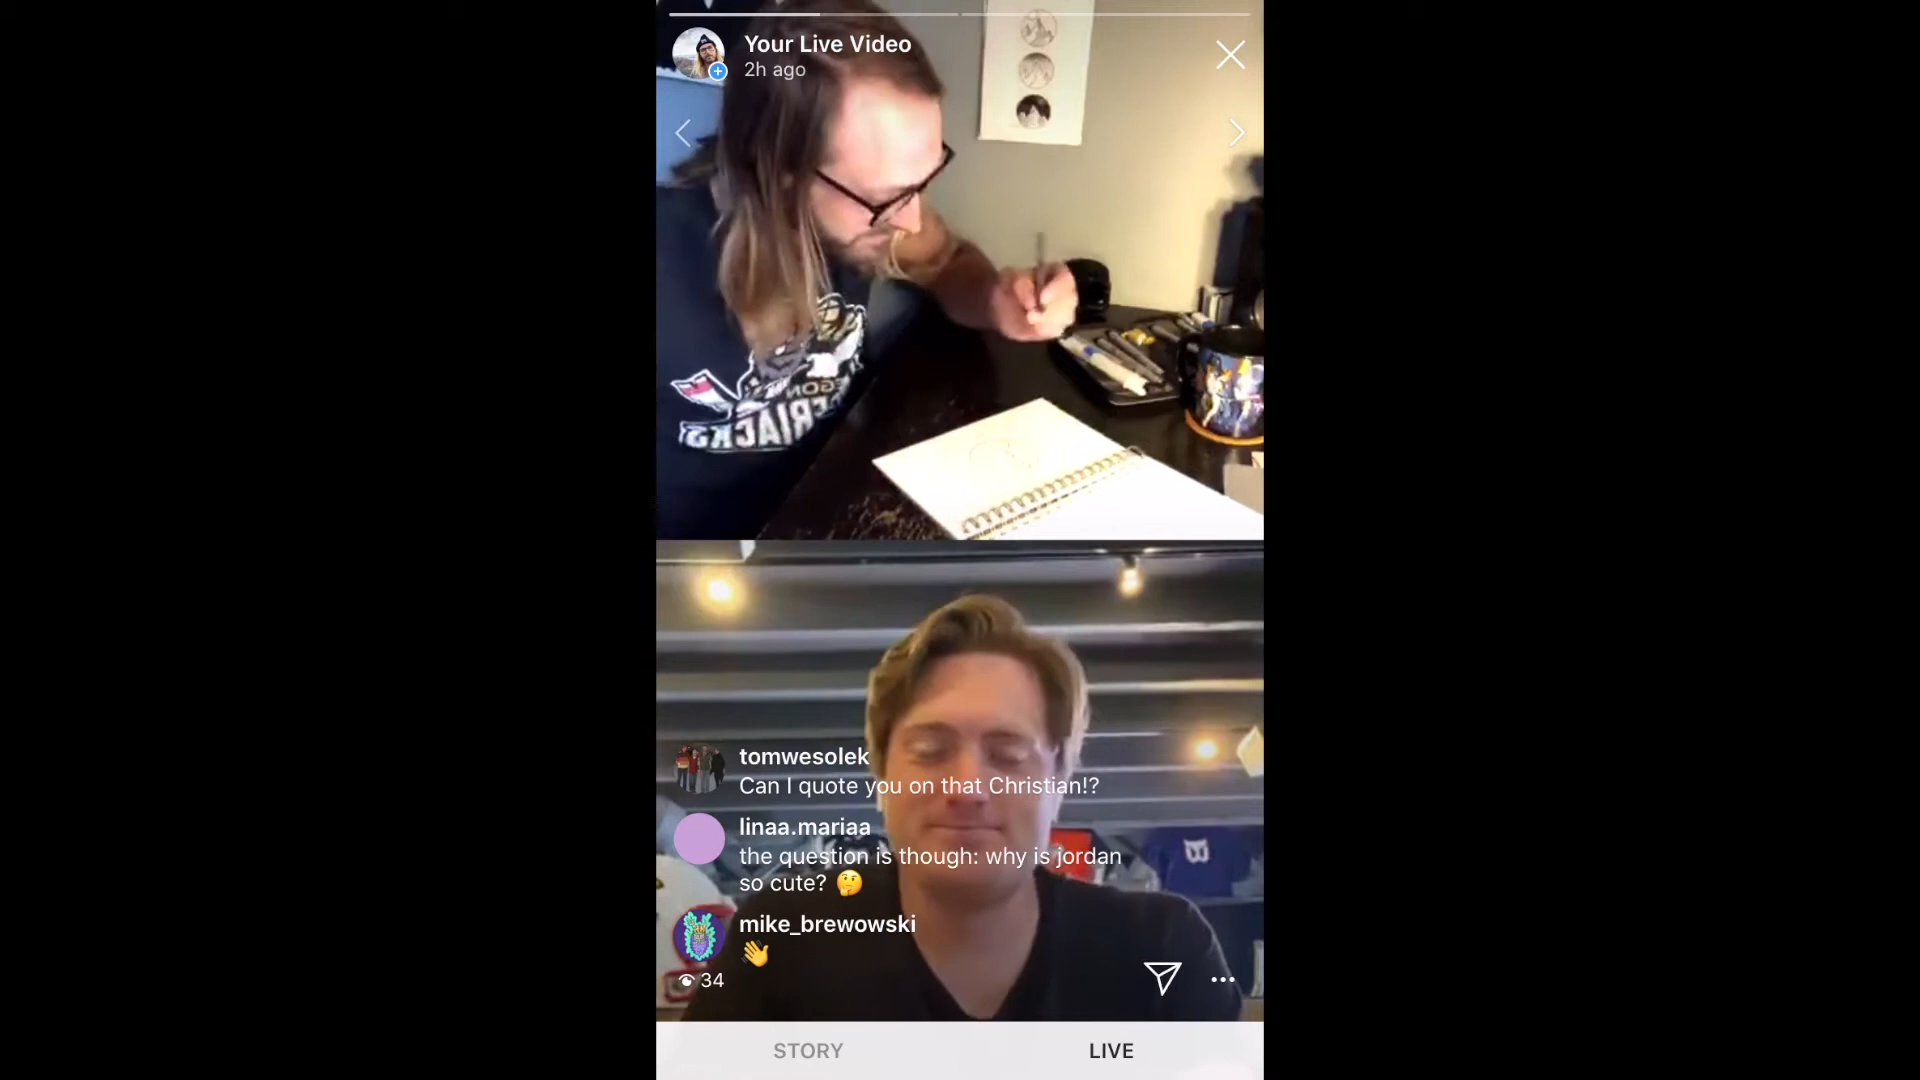 Your Live Video
2h ago
tomwesolek
Can I quote you on that Christian!?
linaa.mariaa
the question is though: why is jordan
so cute? 🤔
mike_brewowski
👋
34
STORY
LIVE